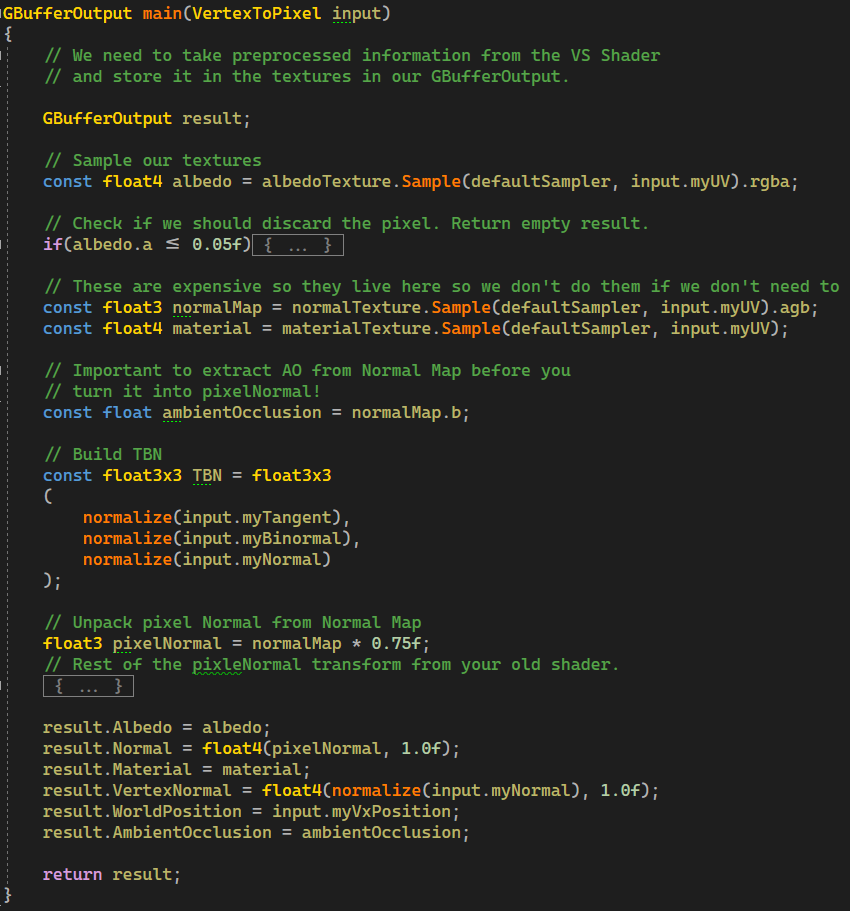 GBufferOutput main(VertexToPixel input)
{
    // We need to take preprocessed information from the VS Shader
    // and store it in the textures in our GBufferOutput.

    GBufferOutput result;

    // Sample our textures
    const float4 albedo = albedoTexture.Sample(defaultSampler, input.myUV).rgba;

    // Check if we should discard the pixel. Return empty result.
    if(albedo.a ≤ 0.05f){ ... }

    // These are expensive so they live here so we don't do them if we don't need to
    const float3 normalMap = normalTexture.Sample(defaultSampler, input.myUV).agb;
    const float4 material = materialTexture.Sample(defaultSampler, input.myUV);

    // Important to extract AO from Normal Map before you
    // turn it into pixelNormal!
    const float ambientOcclusion = normalMap.b;

    // Build TBN
    const float3x3 TBN = float3x3
    (
        normalize(input.myTangent),
        normalize(input.myBinormal),
        normalize(input.myNormal)
    );

    // Unpack pixel Normal from Normal Map
    float3 pixelNormal = normalMap * 0.75f;
    // Rest of the pixleNormal transform from your old shader.
    { ... }

    result.Albedo = albedo;
    result.Normal = float4(pixelNormal, 1.0f);
    result.Material = material;
    result.VertexNormal = float4(normalize(input.myNormal), 1.0f);
    result.WorldPosition = input.myVxPosition;
    result.AmbientOcclusion = ambientOcclusion;

    return result;
}